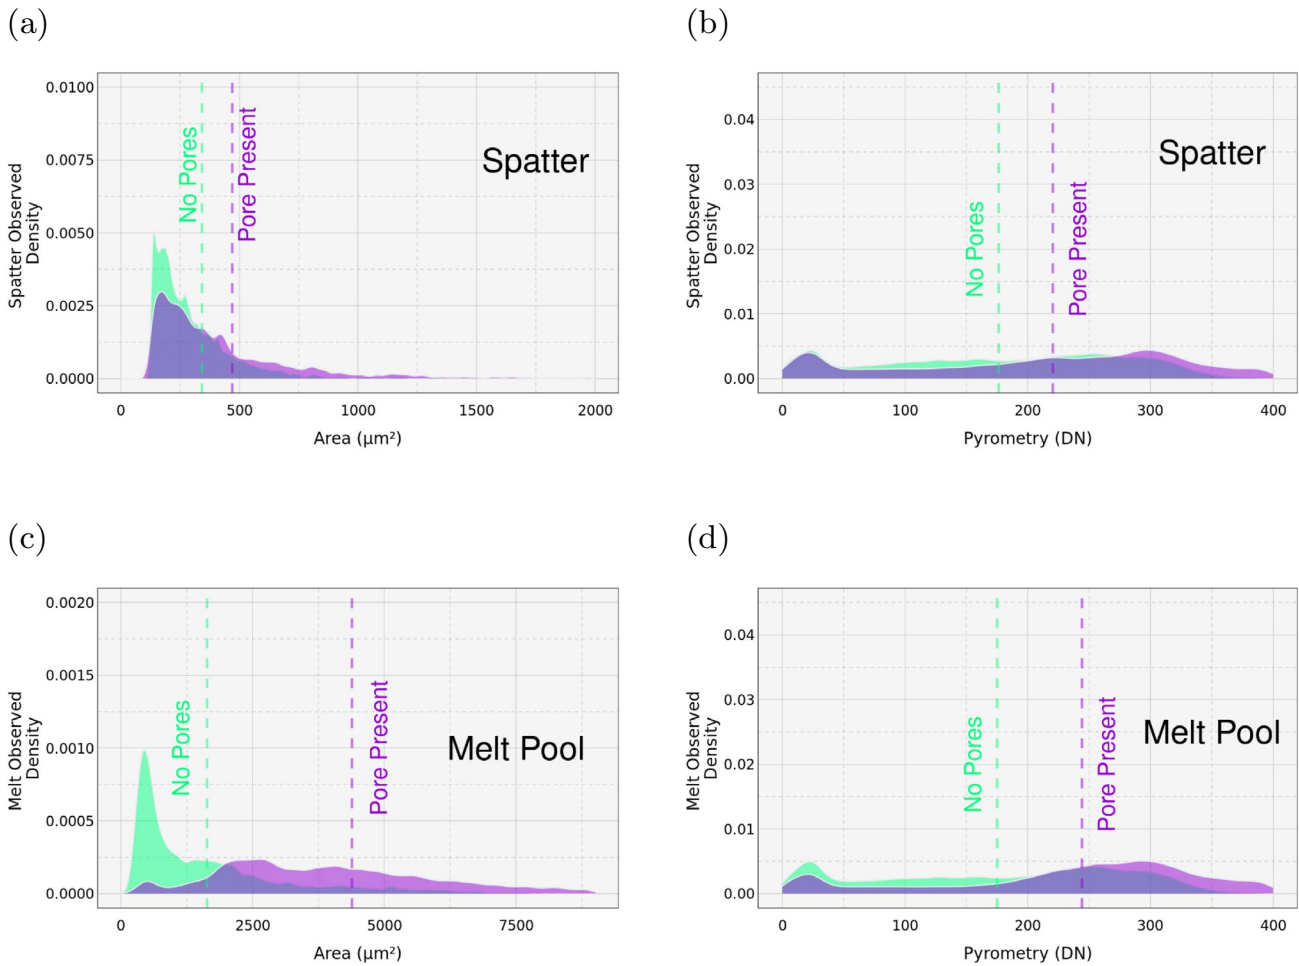 (a)
0.0100
0.0075
0.0050
0.0025
0.0000
Spatter Observed
Density
No Pores
Pore Present
Spatter
0 500 1000 1500 2000
Area (µm²)
(b)
0.04
0.03
0.02
0.01
0.00
Spatter Observed
Density
No Pores
Pore Present
Spatter
0 100 200 300 400
Pyrometry (DN)
(c)
0.0020
0.0015
0.0010
0.0005
0.0000
Melt Observed
Density
No Pores
Pore Present
Melt Pool
0 2500 5000 7500
Area (µm²)
(d)
0.04
0.03
0.02
0.01
0.00
Melt Observed
Density
No Pores
Pore Present
Melt Pool
0 100 200 300 400
Pyrometry (DN)